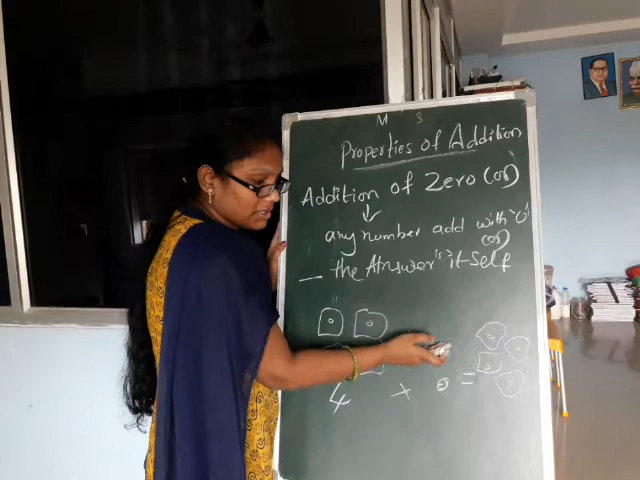 M S
Properties of Addition
Addition of Zero (or)
any number add with '0'
(or)
— the Answer is it-self
4 + 0 =